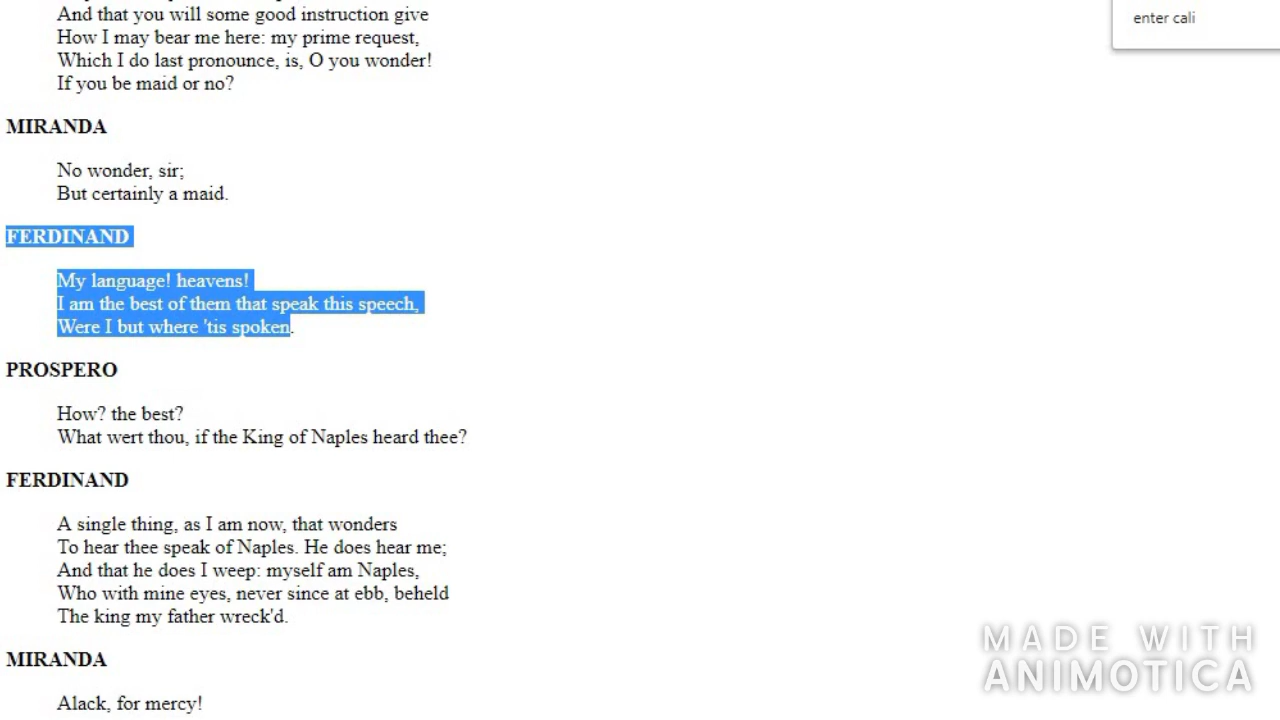 And that you will some good instruction give
enter cali
How I may bear me here: my prime request,
Which I do last pronounce, is, O you wonder!
If you be maid or no?
MIRANDA
No wonder, sir;
But certainly a maid.
FERDINAND
My language! heavens!
I am the best of them that speak this speech,
Were I but where 'tis spoken.
PROSPERO
How? the best?
What wert thou, if the King of Naples heard thee?
FERDINAND
A single thing, as I am now, that wonders
To hear thee speak of Naples. He does hear me;
And that he does I weep: myself am Naples,
Who with mine eyes, never since at ebb, beheld
The king my father wreck'd.
MIRANDA
Alack, for mercy!
MADE WITH
ANIMOTICA